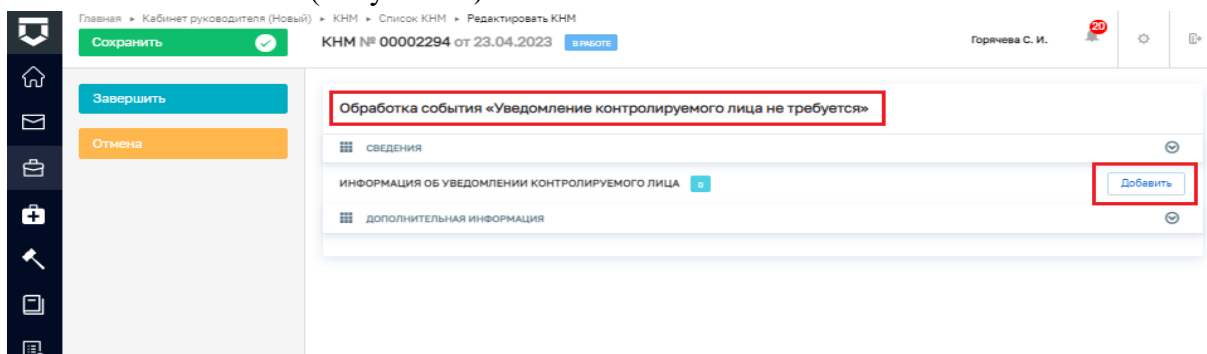 Главная ▸ Кабинет руководителя (Новый) ▸ КНМ ▸ Список КНМ ▸ Редактировать КНМ
Сохранить
КНМ № 00002294 от 23.04.2023 В РАБОТЕ
Горячева С. И.
20
Завершить
Отмена
Обработка события «Уведомление контролируемого лица не требуется»
СВЕДЕНИЯ
ИНФОРМАЦИЯ ОБ УВЕДОМЛЕНИИ КОНТРОЛИРУЕМОГО ЛИЦА 0
Добавить
ДОПОЛНИТЕЛЬНАЯ ИНФОРМАЦИЯ